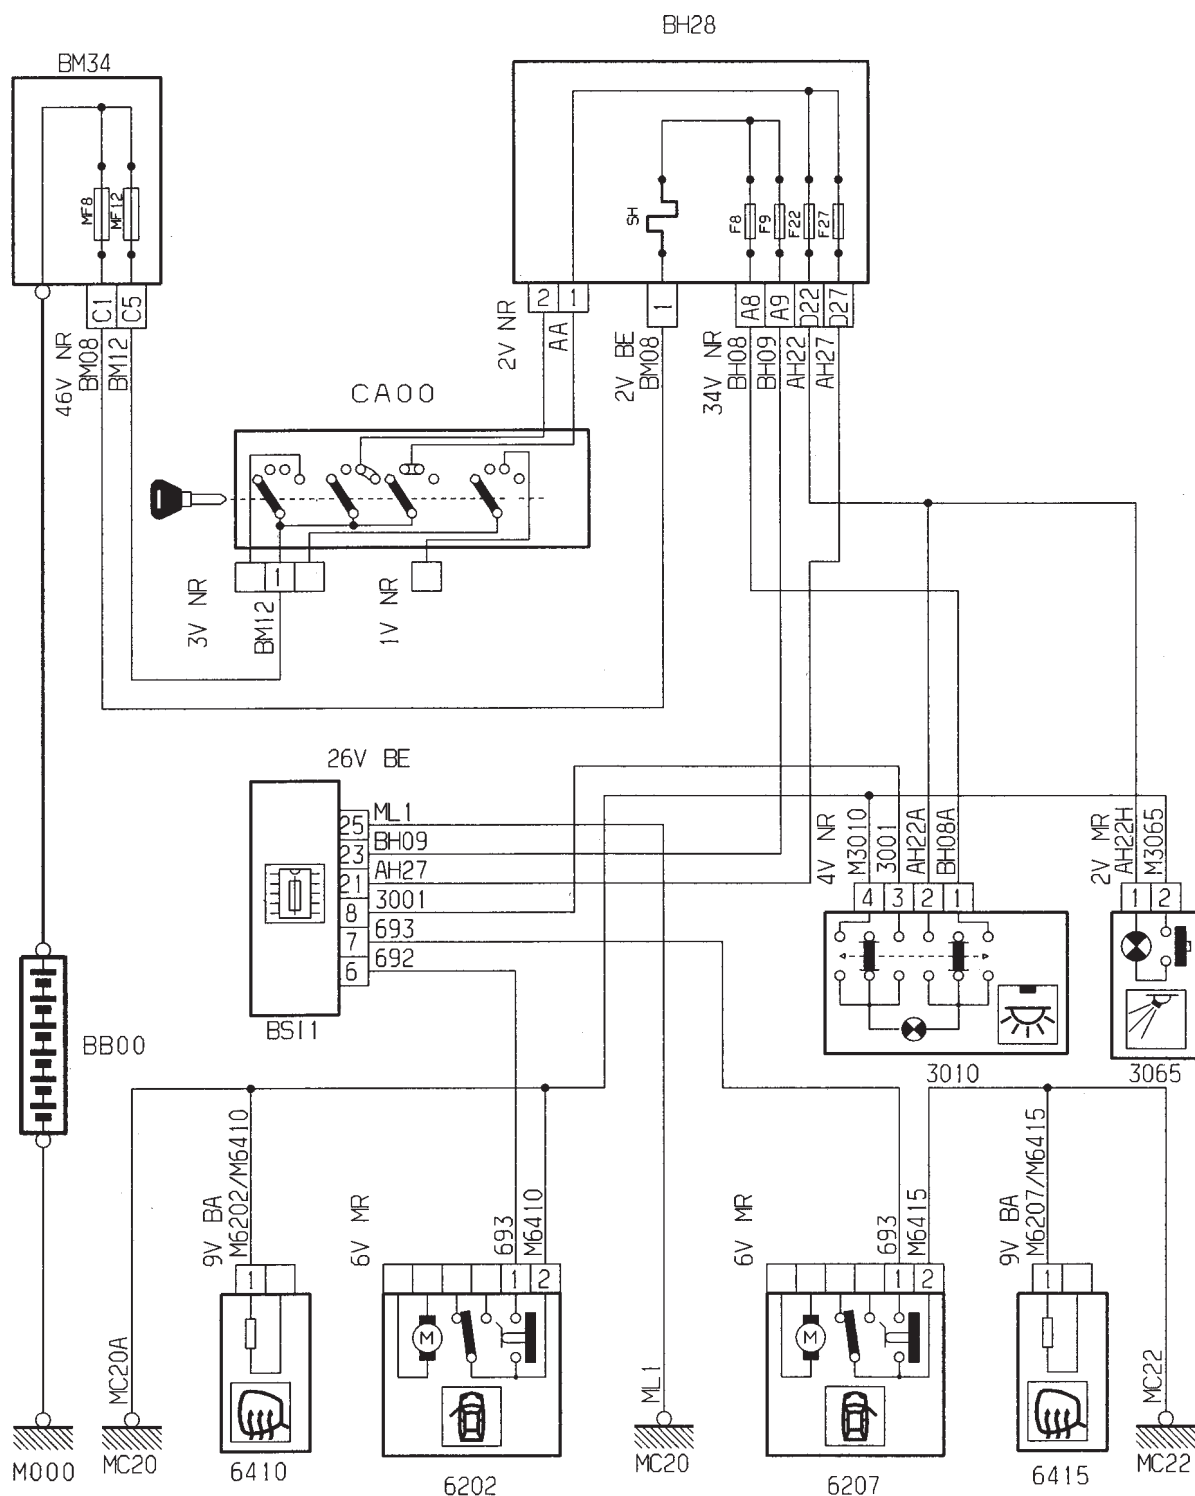 BH28
BM34
MF8
MF12
SH
F8
F9
F22
F27
C1
C5
2
1
1
A8
A9
D22
D27
46V NR
BM08
BM12
2V NR
AA
2V BE
BM08
34V NR
BH08
BH09
AH22
AH27
CA00
3V NR
1
BM12
1V NR
26V BE
25
ML1
23
BH09
21
AH27
8
3001
7
693
6
692
BSI1
4V NR
M3010
3001
AH22A
BH08A
4
3
2
1
2V MR
AH22H
M3065
1
2
3010
3065
BB00
9V BA
M6202/M6410
1
6V MR
693
M6410
1
2
6V MR
693
M6415
1
2
9V BA
M6207/M6415
1
M
M
MC20A
ML1
MC22
M000
MC20
6410
6202
MC20
6207
6415
MC22